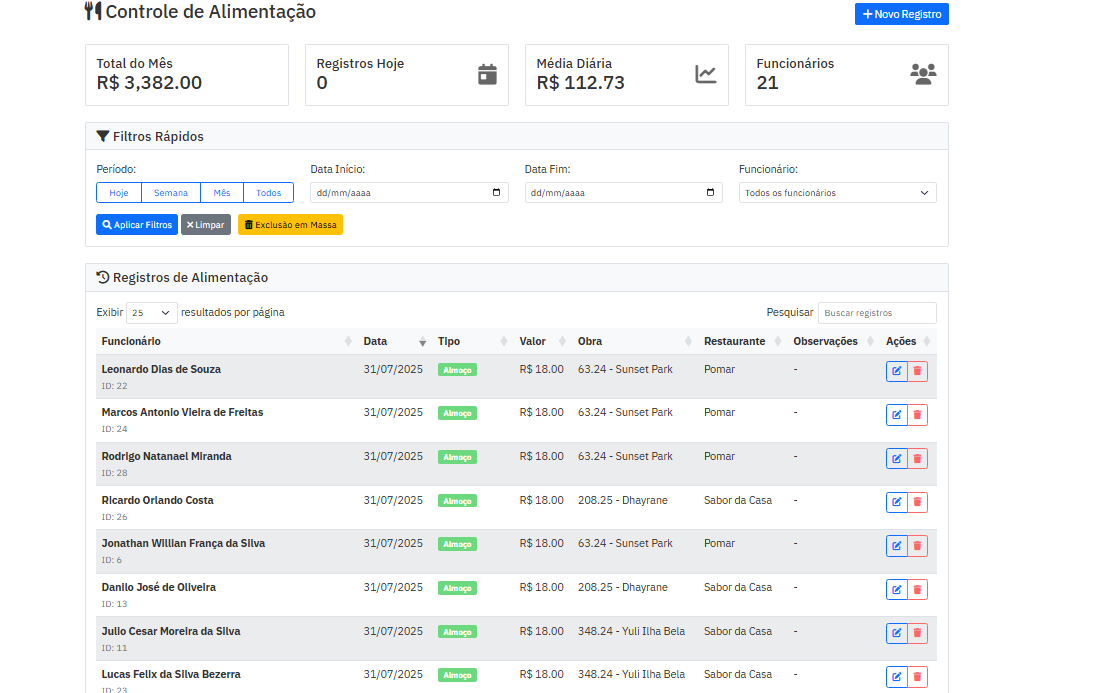 Controle de Alimentação
Novo Registro
Total do Mês
R$ 3,382.00
Registros Hoje
0
Média Diária
R$ 112.73
Funcionários
21
Filtros Rápidos
Período:
Hoje Semana Mês Todos
Data Início:
dd/mm/aaaa
Data Fim:
dd/mm/aaaa
Funcionário:
Todos os funcionários
Aplicar Filtros Limpar Exclusão em Massa
Registros de Alimentação
Exibir 25 resultados por página
Pesquisar Buscar registros
Funcionário Data Tipo Valor Obra Restaurante Observações Ações
Leonardo Dias de Souza 31/07/2025 Almoço R$ 18.00 63.24 - Sunset Park Pomar -
ID: 22
Marcos Antonio Vieira de Freitas 31/07/2025 Almoço R$ 18.00 63.24 - Sunset Park Pomar -
ID: 24
Rodrigo Natanael Miranda 31/07/2025 Almoço R$ 18.00 63.24 - Sunset Park Pomar -
ID: 28
Ricardo Orlando Costa 31/07/2025 Almoço R$ 18.00 208.25 - Dhayrane Sabor da Casa -
ID: 26
Jonathan Willian França da Silva 31/07/2025 Almoço R$ 18.00 63.24 - Sunset Park Pomar -
ID: 6
Danilo José de Oliveira 31/07/2025 Almoço R$ 18.00 208.25 - Dhayrane Sabor da Casa -
ID: 13
Julio Cesar Moreira da Silva 31/07/2025 Almoço R$ 18.00 348.24 - Yuli Ilha Bela Sabor da Casa -
ID: 11
Lucas Felix da Silva Bezerra 31/07/2025 Almoço R$ 18.00 348.24 - Yuli Ilha Bela Sabor da Casa -
ID: 23